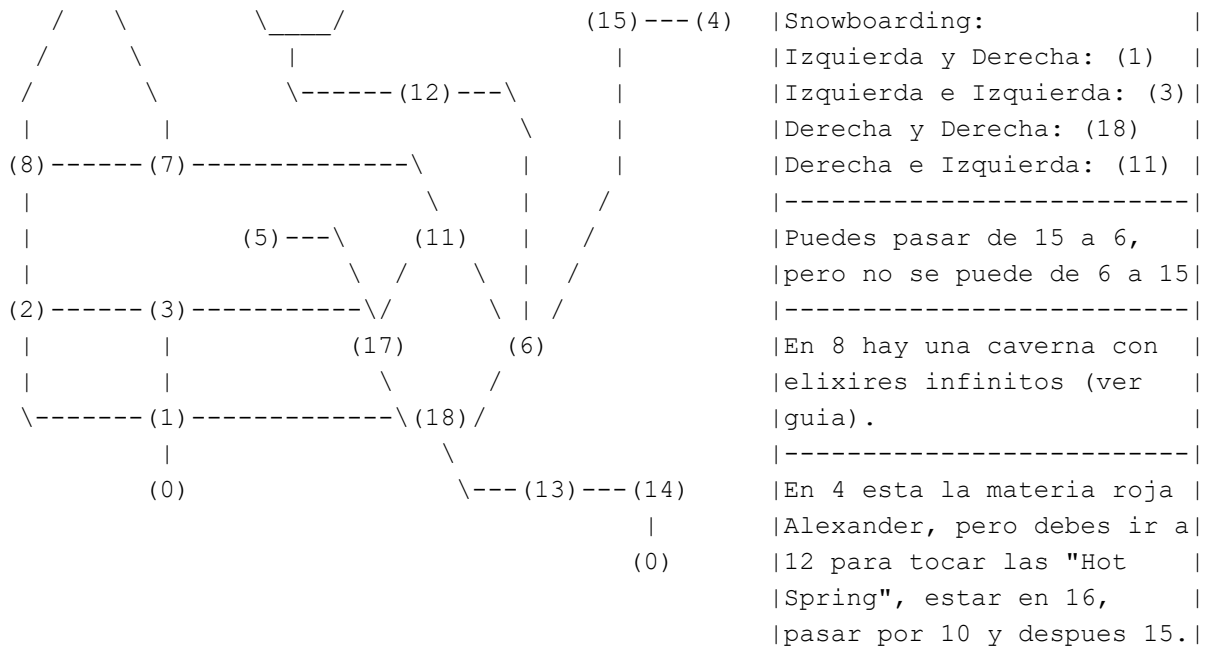 /   \         \____/                (15)---(4)  |Snowboarding:              |
   /     \          |                     |         |Izquierda y Derecha: (1)   |
  /       \         \------(12)---\       |         |Izquierda e Izquierda: (3)|
  |        |                       \      |         |Derecha y Derecha: (18)    |
(8)------(7)--------------\        |      |         |Derecha e Izquierda: (11) |
 |                         \       |     /          |---------------------------|
 |             (5)---\    (11)     |    /           |Puedes pasar de 15 a 6,   |
 |                    \  /    \    |   /            |pero no se puede de 6 a 15|
(2)------(3)-----------\/      \ | /                |--------------------------|
 |        |           (17)      (6)                 |En 8 hay una caverna con  |
 |        |             \       /                   |elixires infinitos (ver   |
 \-------(1)-------------\(18)/                     |guia).                    |
          |                \                        |--------------------------|
         (0)                \---(13)---(14)         |En 4 esta la materia roja |
                                        |           |Alexander, pero debes ir a|
                                       (0)          |12 para tocar las "Hot    |
                                                    |Spring", estar en 16,     |
                                                    |pasar por 10 y despues 15.|